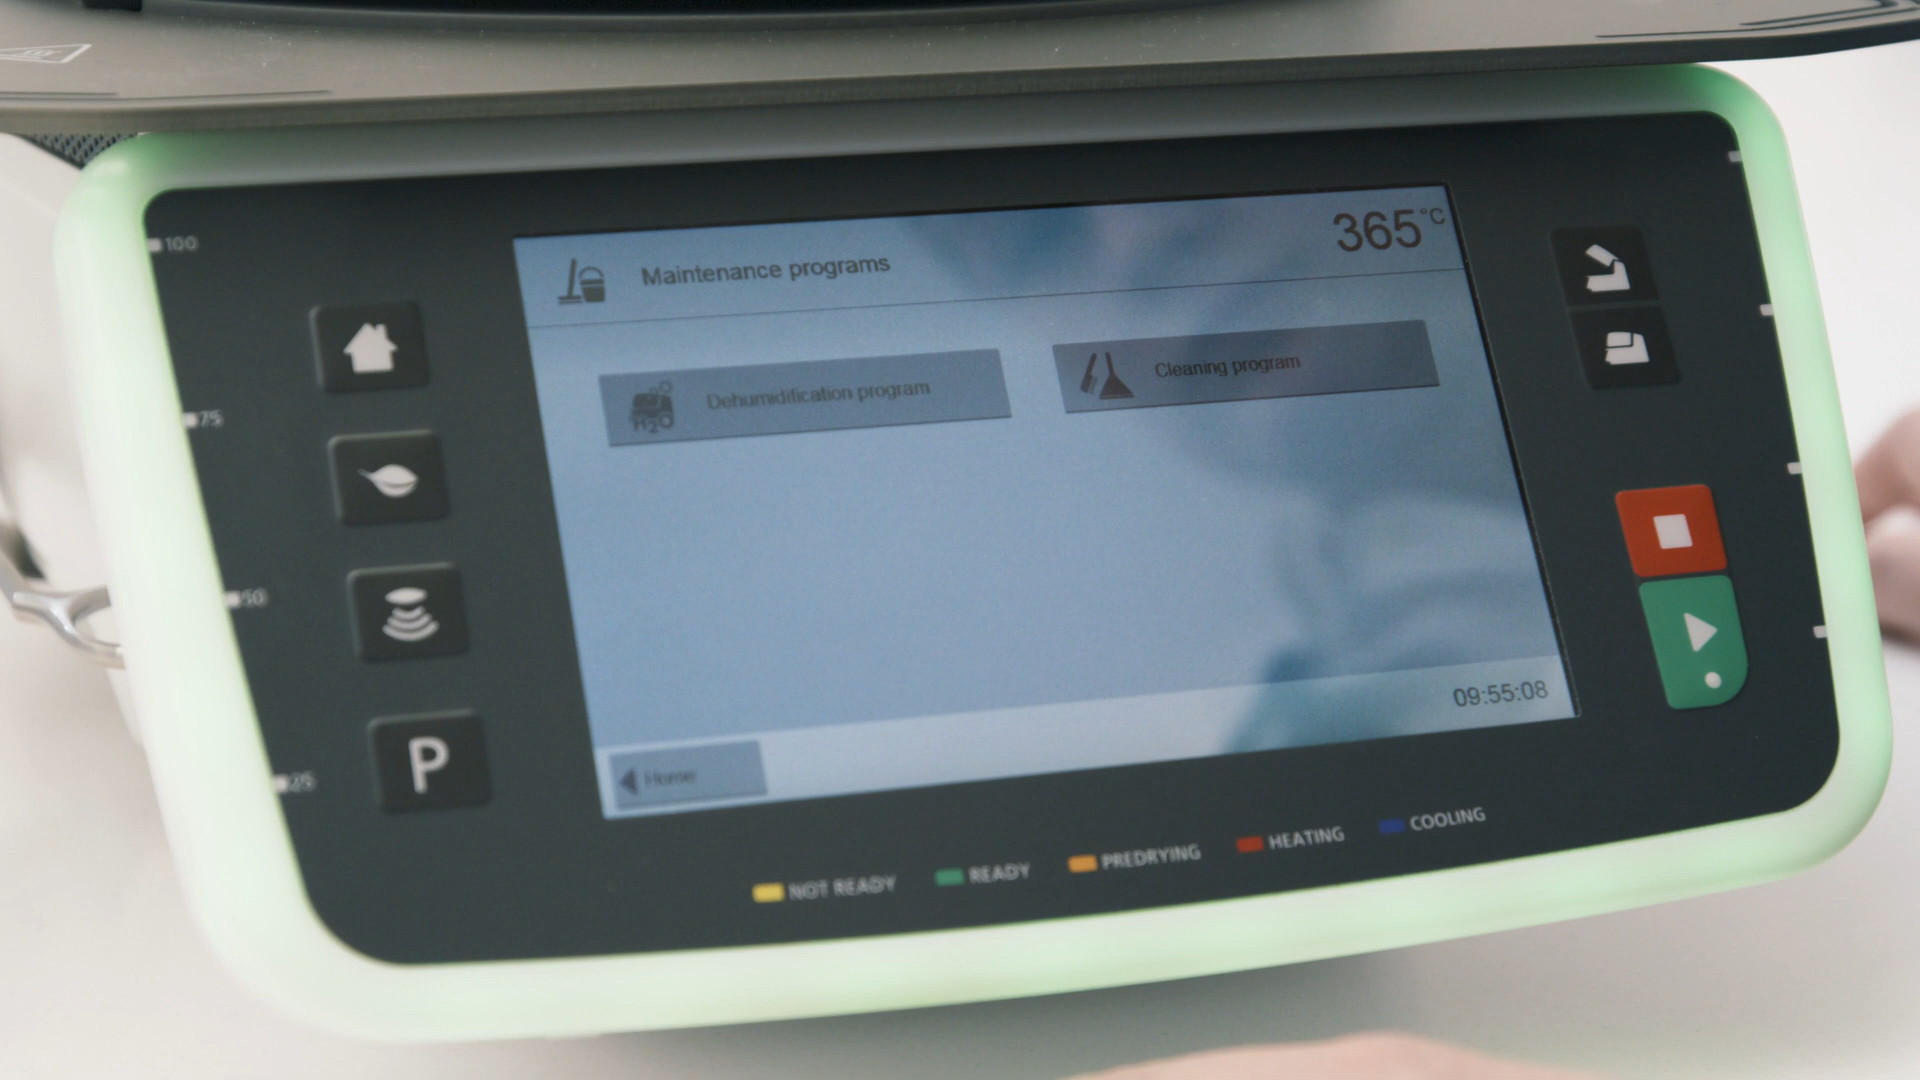 100
75
50
25
Maintenance programs
365°C
Dehumidification program
H2O
Cleaning program
09:55:08
Home
P
NOT READY
READY
PREDRYING
HEATING
COOLING